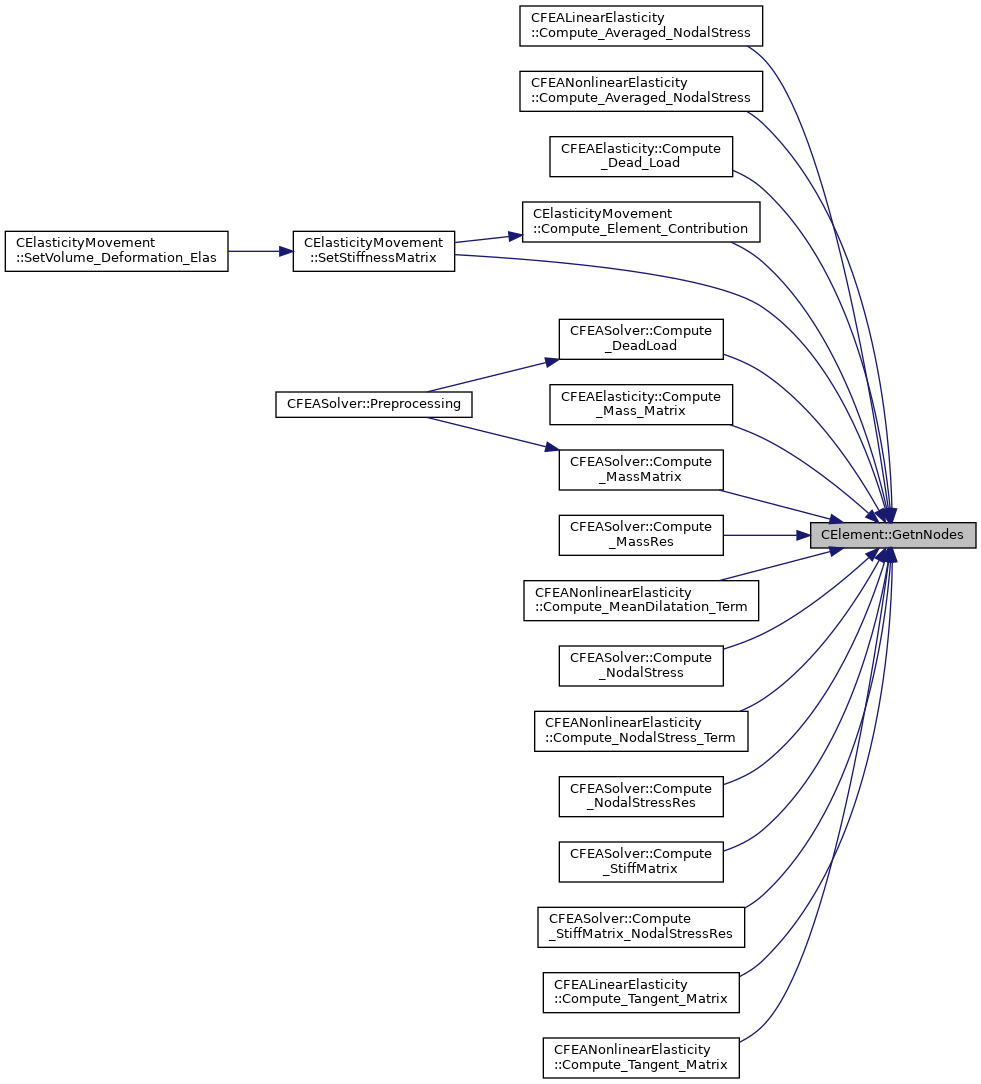 CFEALinearElasticity
::Compute_Averaged_NodalStress
CFEANonlinearElasticity
::Compute_Averaged_NodalStress
CFEAElasticity::Compute
_Dead_Load
CElasticityMovement
::Compute_Element_Contribution
CElasticityMovement
::SetVolume_Deformation_Elas
CElasticityMovement
::SetStiffnessMatrix
CFEASolver::Compute
_DeadLoad
CFEASolver::Preprocessing
CFEAElasticity::Compute
_Mass_Matrix
CFEASolver::Compute
_MassMatrix
CFEASolver::Compute
_MassRes
CElement::GetnNodes
CFEANonlinearElasticity
::Compute_MeanDilatation_Term
CFEASolver::Compute
_NodalStress
CFEANonlinearElasticity
::Compute_NodalStress_Term
CFEASolver::Compute
_NodalStressRes
CFEASolver::Compute
_StiffMatrix
CFEASolver::Compute
_StiffMatrix_NodalStressRes
CFEALinearElasticity
::Compute_Tangent_Matrix
CFEANonlinearElasticity
::Compute_Tangent_Matrix